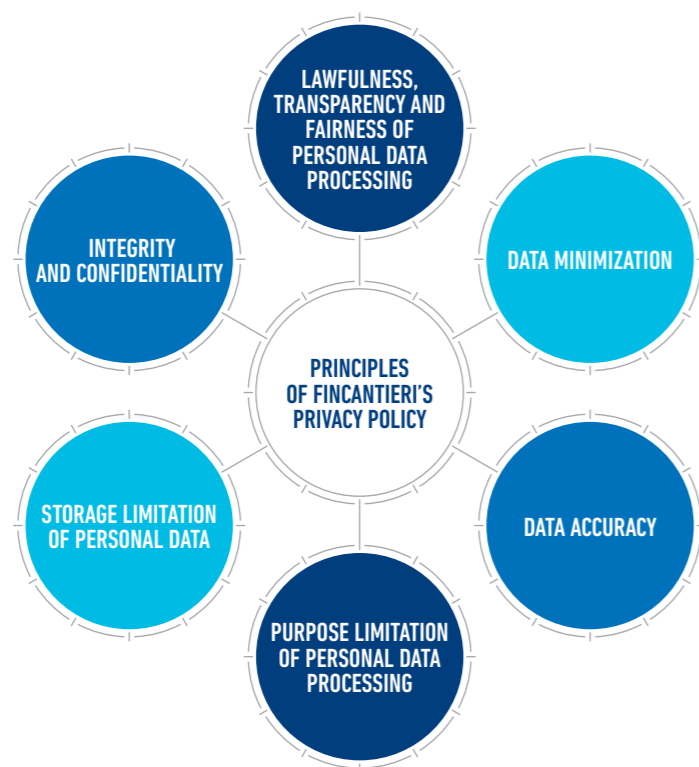 LAWFULNESS,
TRANSPARENCY AND
FAIRNESS OF
PERSONAL DATA
PROCESSING
INTEGRITY
AND CONFIDENTIALITY
DATA MINIMIZATION
PRINCIPLES
OF FINCANTIERI'S
PRIVACY POLICY
STORAGE LIMITATION
OF PERSONAL DATA
DATA ACCURACY
PURPOSE LIMITATION
OF PERSONAL DATA
PROCESSING